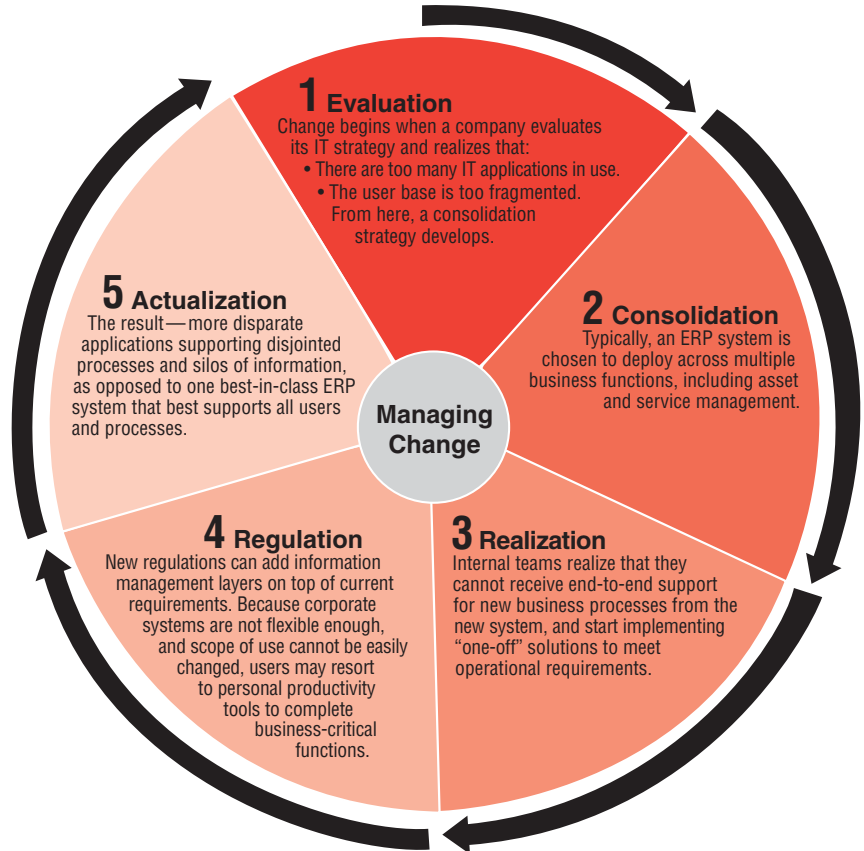 1 Evaluation
Change begins when a company evaluates
its IT strategy and realizes that:
• There are too many IT applications in use.
• The user base is too fragmented.
From here, a consolidation
strategy develops.
2 Consolidation
Typically, an ERP system is
chosen to deploy across multiple
business functions, including asset
and service management.
3 Realization
Internal teams realize that they
cannot receive end-to-end support
for new business processes from the
new system, and start implementing
“one-off” solutions to meet
operational requirements.
4 Regulation
New regulations can add information
management layers on top of current
requirements. Because corporate
systems are not flexible enough,
and scope of use cannot be easily
changed, users may resort
to personal productivity
tools to complete
business-critical
functions.
5 Actualization
The result—more disparate
applications supporting disjointed
processes and silos of information,
as opposed to one best-in-class ERP
system that best supports all users
and processes.
Managing
Change